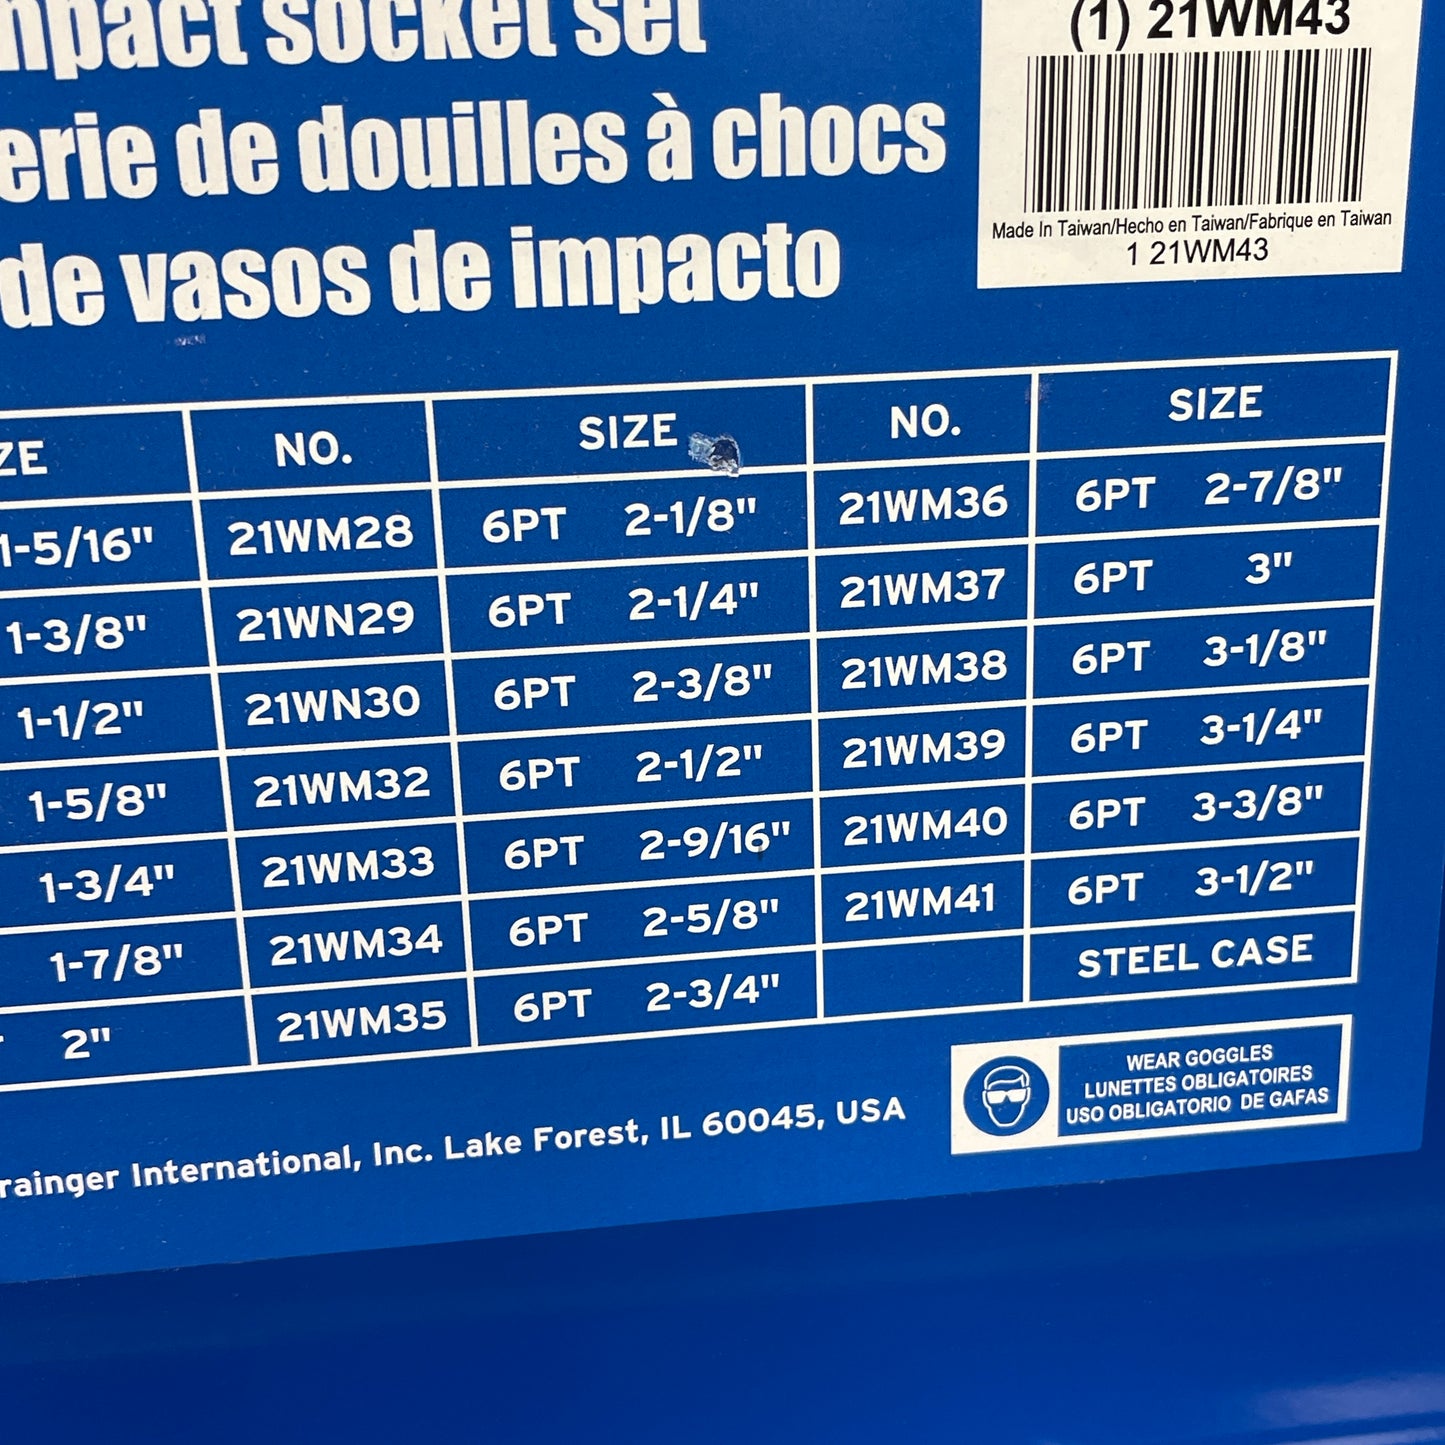 mpact socket set
erie de douilles à chocs
de vasos de impacto
(1) 21WM43
Made In Taiwan/Hecho en Taiwan/Fabrique en Taiwan
1 21WM43
ZE NO. SIZE NO. SIZE
1-5/16" 21WM28 6PT 2-1/8" 21WM36 6PT 2-7/8"
1-3/8" 21WN29 6PT 2-1/4" 21WM37 6PT 3"
1-1/2" 21WN30 6PT 2-3/8" 21WM38 6PT 3-1/8"
1-5/8" 21WM32 6PT 2-1/2" 21WM39 6PT 3-1/4"
1-3/4" 21WM33 6PT 2-9/16" 21WM40 6PT 3-3/8"
1-7/8" 21WM34 6PT 2-5/8" 21WM41 6PT 3-1/2"
2" 21WM35 6PT 2-3/4" STEEL CASE
rainger International, Inc. Lake Forest, IL 60045, USA
WEAR GOGGLES
LUNETTES OBLIGATOIRES
USO OBLIGATORIO DE GAFAS